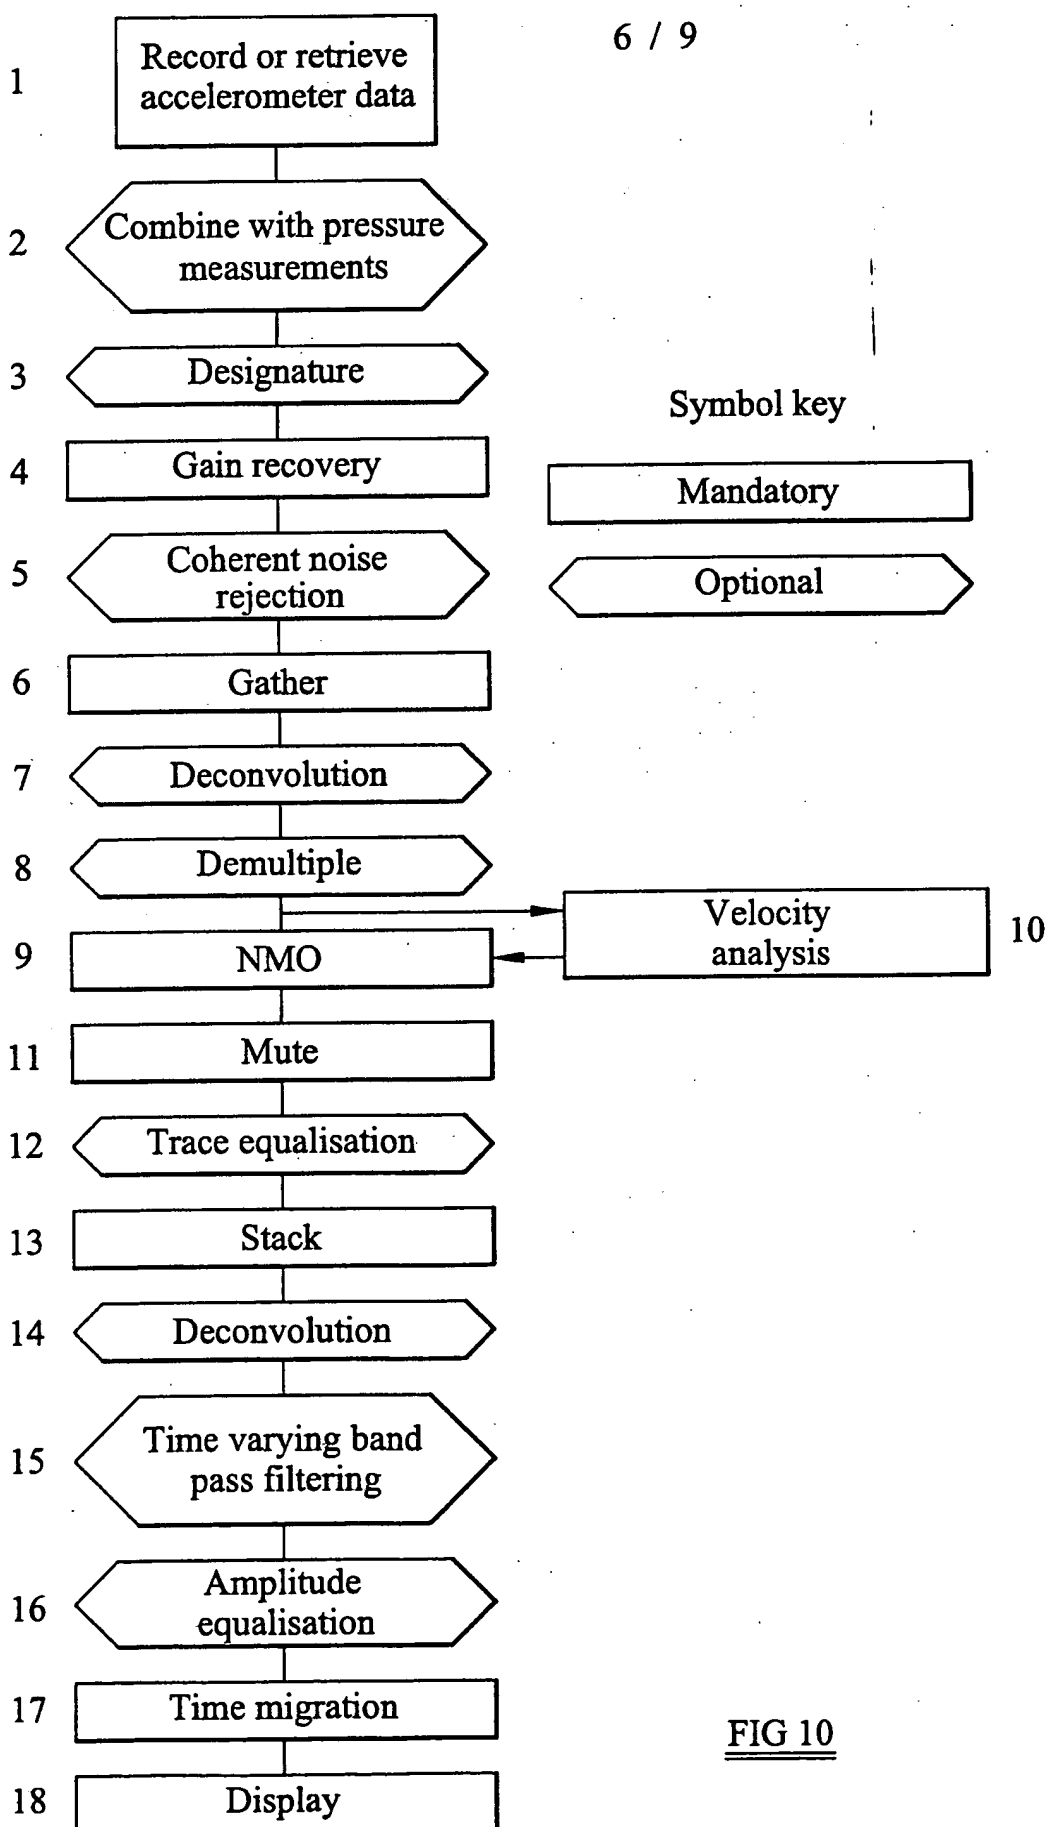 6 / 9
1
Record or retrieve
accelerometer data
2
Combine with pressure
measurements
3
Designature
Symbol key
4
Gain recovery
Mandatory
5
Coherent noise
rejection
Optional
6
Gather
7
Deconvolution
8
Demultiple
Velocity
analysis
10
9
NMO
11
Mute
12
Trace equalisation
13
Stack
14
Deconvolution
15
Time varying band
pass filtering
16
Amplitude
equalisation
17
Time migration
FIG 10
18
Display